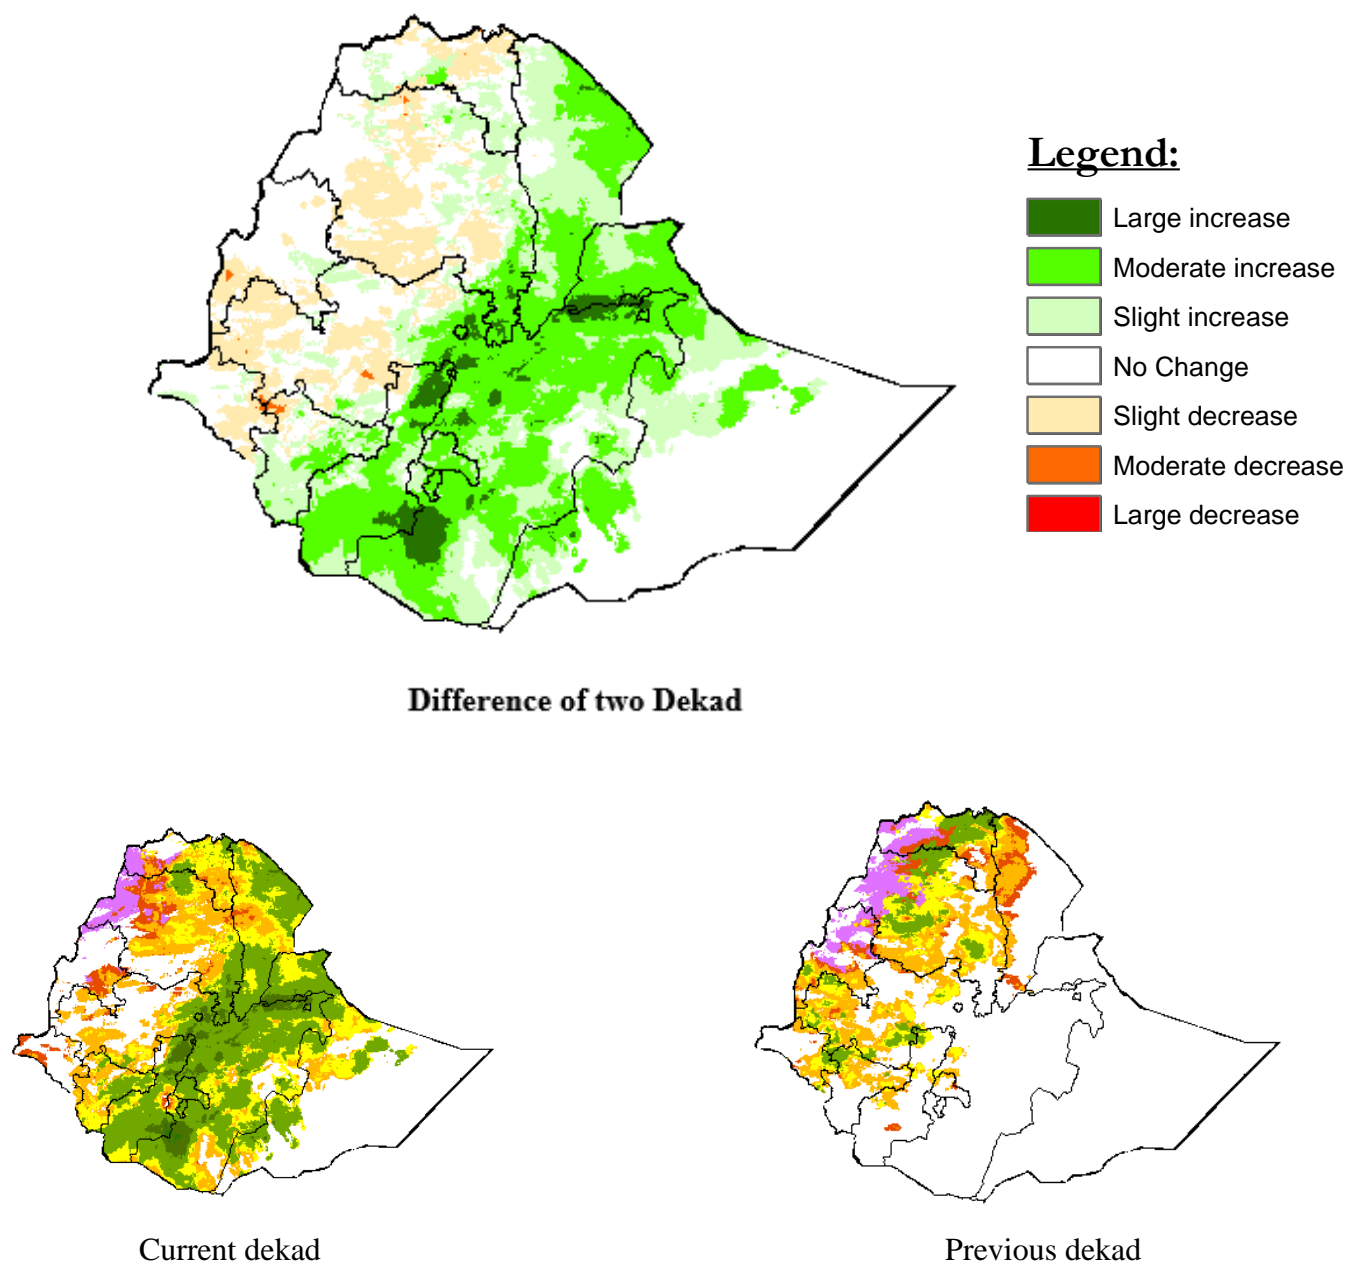 Legend:
Large increase
Moderate increase
Slight increase
No Change
Slight decrease
Moderate decrease
Large decrease
Difference of two Dekad
Current dekad
Previous dekad